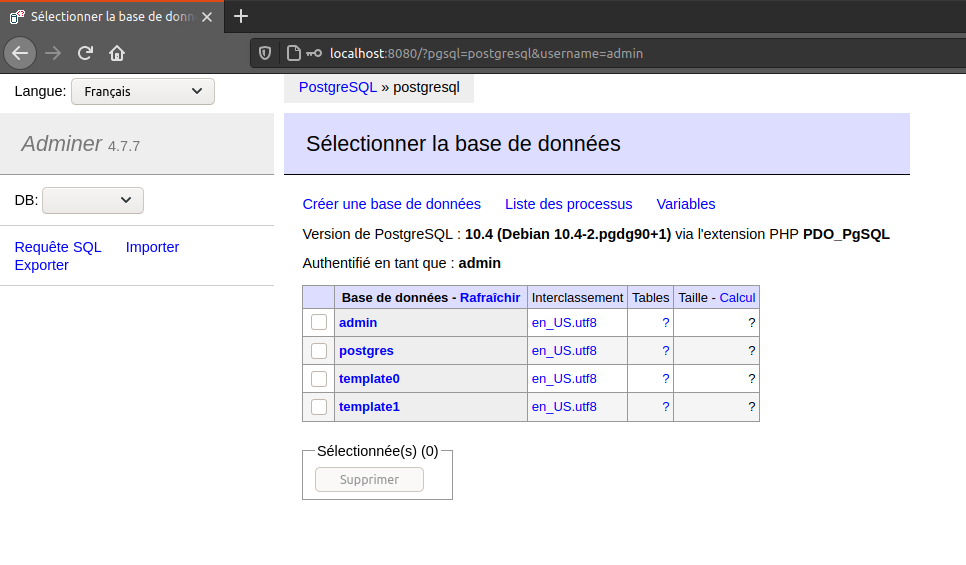 Sélectionner la base de donn
localhost:8080/?pgsql=postgresql&username=admin
Langue: Français
PostgreSQL » postgresql
Adminer 4.7.7
Sélectionner la base de données
DB:
Créer une base de données Liste des processus Variables
Requête SQL Importer
Exporter
Version de PostgreSQL : 10.4 (Debian 10.4-2.pgdg90+1) via l'extension PHP PDO_PgSQL
Authentifié en tant que : admin
Base de données - Rafraîchir Interclassement Tables Taille - Calcul
admin en_US.utf8 ? ?
postgres en_US.utf8 ? ?
template0 en_US.utf8 ? ?
template1 en_US.utf8 ? ?
Sélectionnée(s) (0)
Supprimer